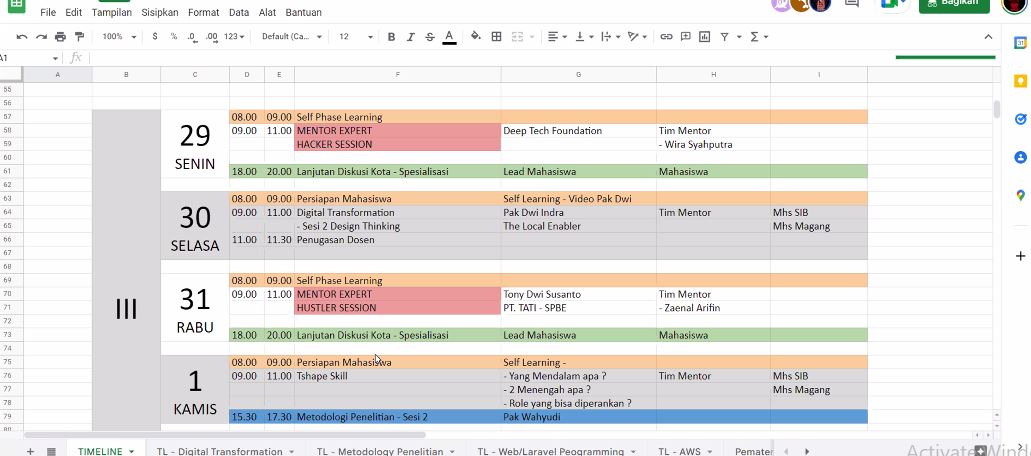 File Edit Tampilan Sisipkan Format Data Alat Bantuan
Bagikan
100% $ % .0 .00 123 Default (Ca... 12 B I S A
A1 fx
A B C D E F G H I
55
56
57 08.00 09.00 Self Phase Learning
58 29 09.00 11.00 MENTOR EXPERT Deep Tech Foundation Tim Mentor
59 SENIN HACKER SESSION - Wira Syahputra
60
61 18.00 20.00 Lanjutan Diskusi Kota - Spesialisasi Lead Mahasiswa Mahasiswa
62
63 08.00 09.00 Persiapan Mahasiswa Self Learning - Video Pak Dwi
64 30 09.00 11.00 Digital Transformation Pak Dwi Indra Tim Mentor Mhs SIB
65 SELASA - Sesi 2 Design Thinking The Local Enabler Mhs Magang
66 11.00 11.30 Penugasan Dosen
67
68
69 08.00 09.00 Self Phase Learning
70 31 09.00 11.00 MENTOR EXPERT Tony Dwi Susanto Tim Mentor
71 III RABU HUSTLER SESSION PT. TATI - SPBE - Zaenal Arifin
72
73 18.00 20.00 Lanjutan Diskusi Kota - Spesialisasi Lead Mahasiswa Mahasiswa
74
75 08.00 09.00 Persiapan Mahasiswa Self Learning -
76 1 09.00 11.00 Tshape Skill - Yang Mendalam apa ? Tim Mentor Mhs SIB
77 KAMIS - 2 Menengah apa ? Mhs Magang
78 - Role yang bisa diperankan ?
79 15.30 17.30 Metodologi Penelitian - Sesi 2 Pak Wahyudi
80
TIMELINE TL - Digital Transformation TL - Metodology Penelitian TL - Web/Laravel Peogramming TL - AWS Pemater
Activate Wind